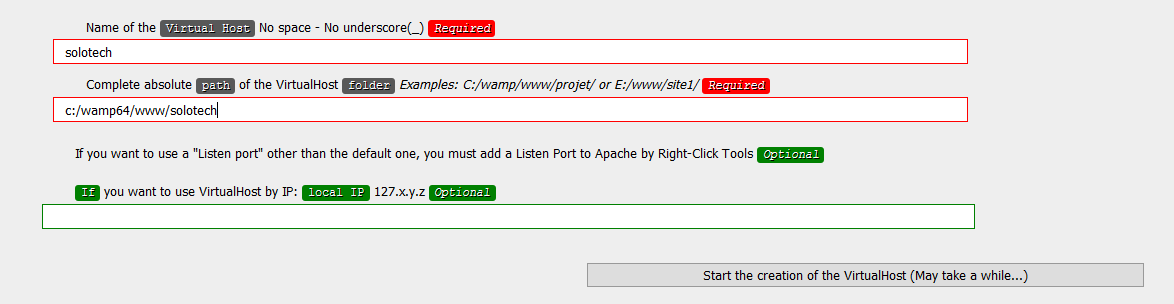 Name of the Virtual Host No space - No underscore(_) Required
solotech
Complete absolute path of the VirtualHost folder Examples: C:/wamp/www/projet/ or E:/www/site1/ Required
c:/wamp64/www/solotech
If you want to use a "Listen port" other than the default one, you must add a Listen Port to Apache by Right-Click Tools Optional
If you want to use VirtualHost by IP: local IP 127.x.y.z Optional
Start the creation of the VirtualHost (May take a while...)